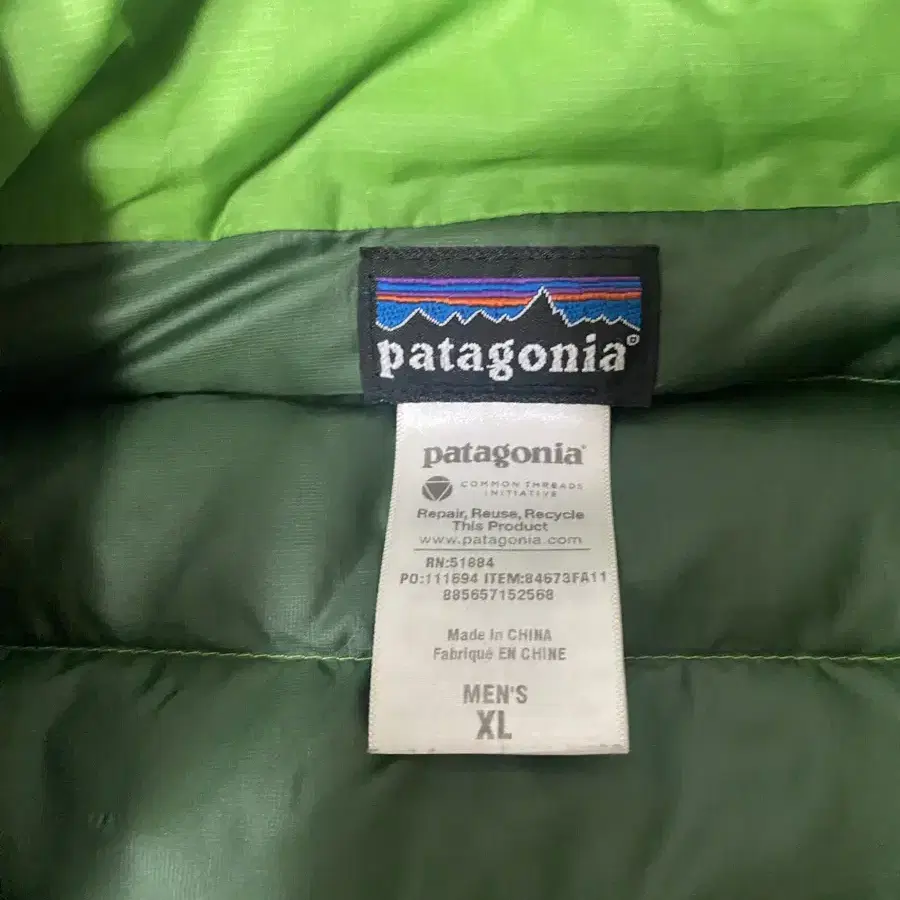 patagonia®
patagonia®
COMMON THREADS
INITIATIVE
Repair, Reuse, Recycle
This Product
www.patagonia.com
RN:51884
PO:111694 ITEM:84673FA11
885657152568
Made in CHINA
Fabriqué EN CHINE
MEN'S
XL